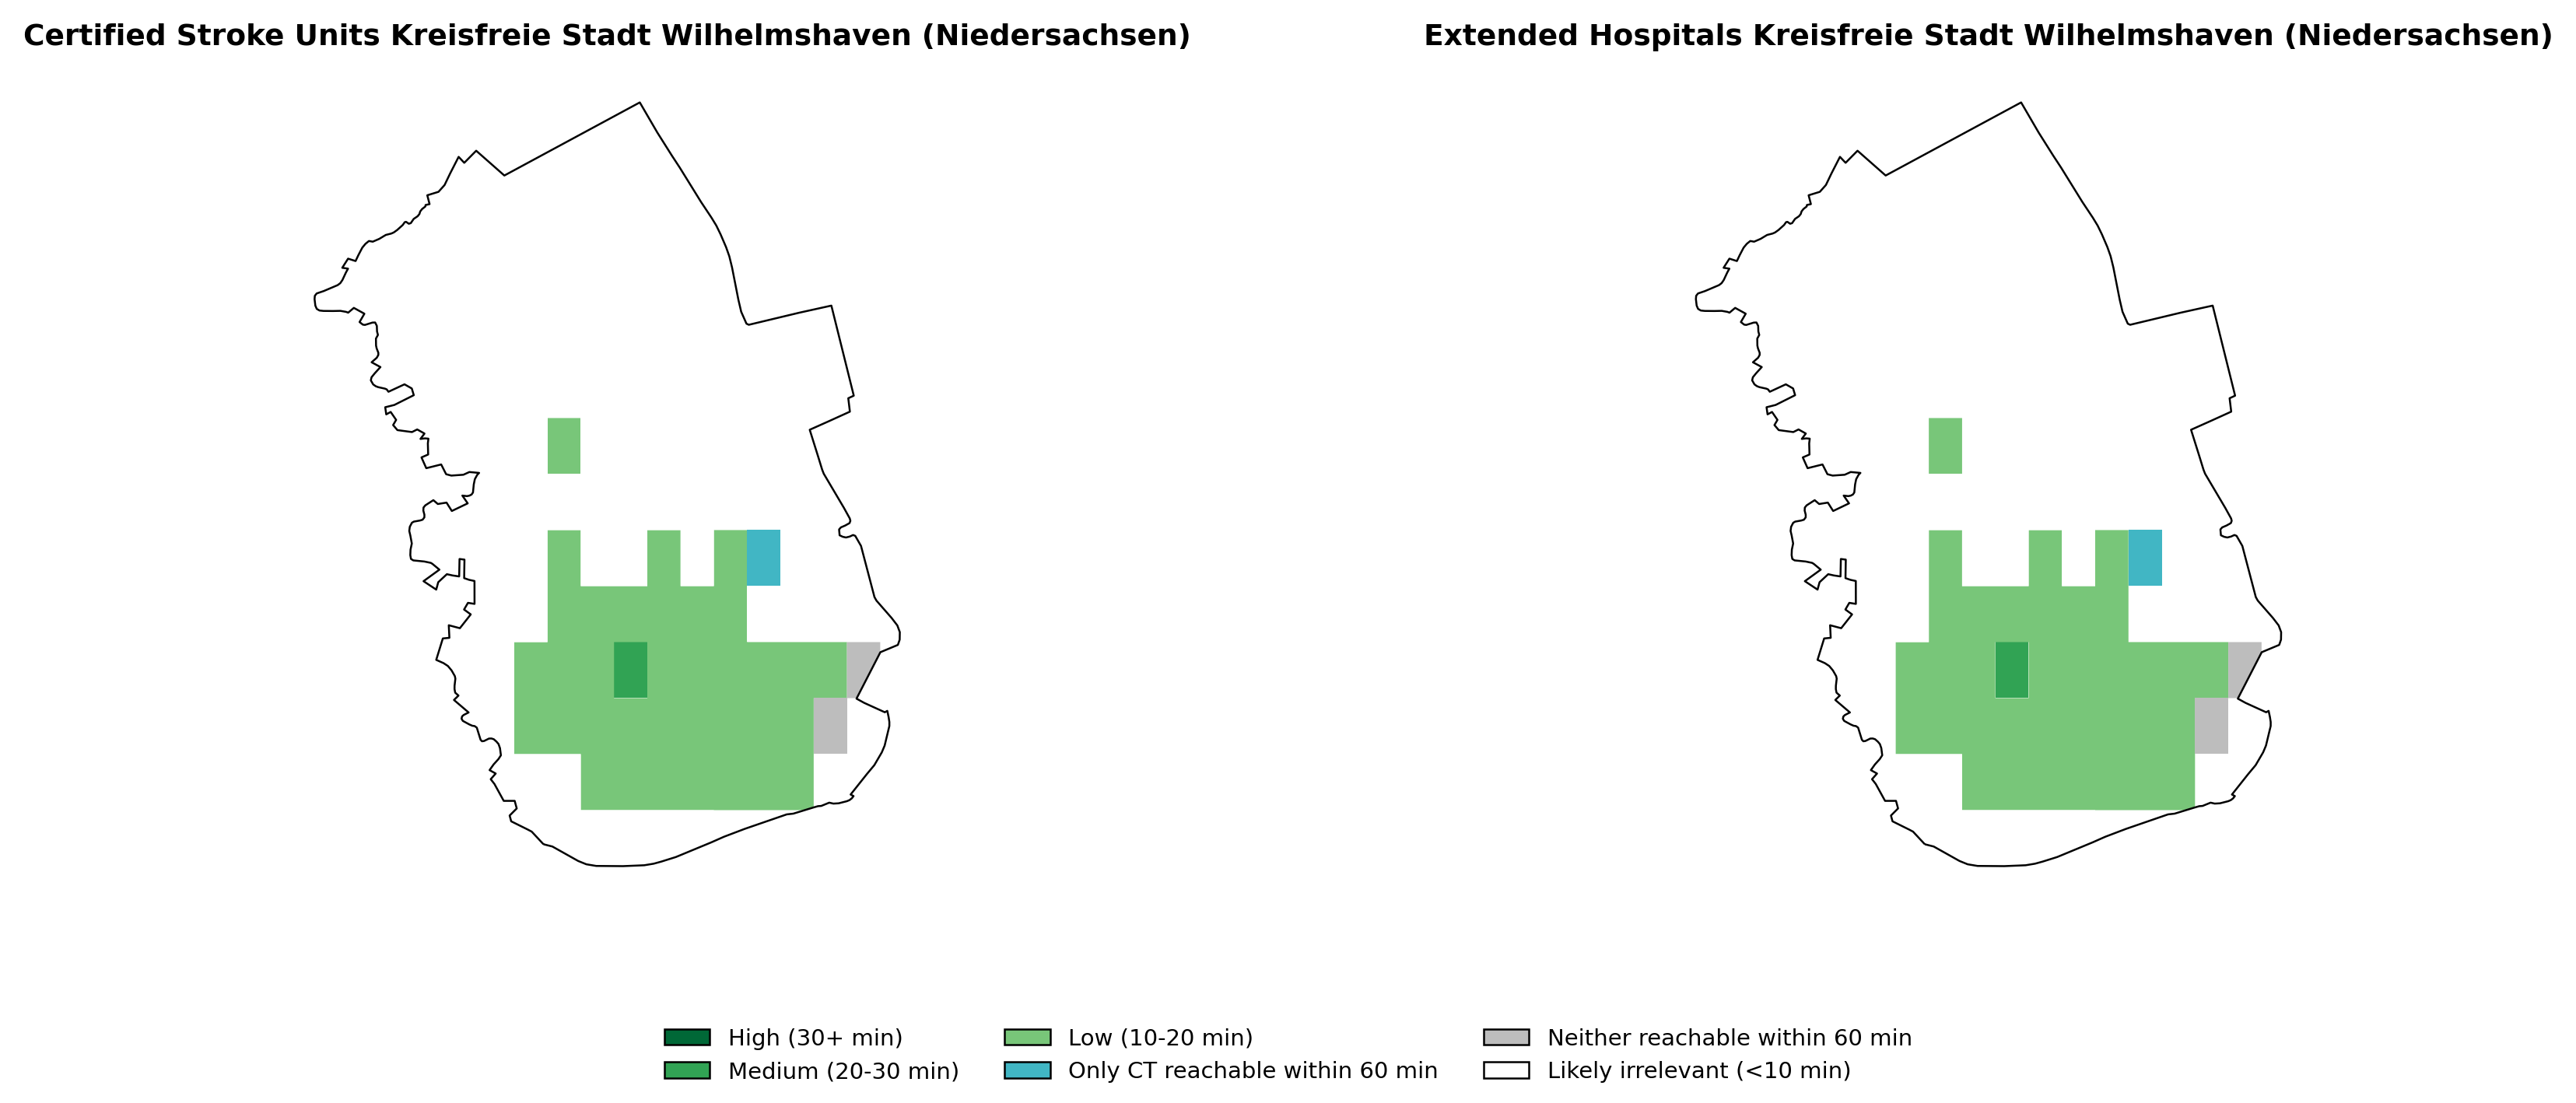 Certified Stroke Units Kreisfreie Stadt Wilhelmshaven (Niedersachsen)
Extended Hospitals Kreisfreie Stadt Wilhelmshaven (Niedersachsen)
High (30+ min)
Medium (20-30 min)
Low (10-20 min)
Only CT reachable within 60 min
Neither reachable within 60 min
Likely irrelevant (<10 min)